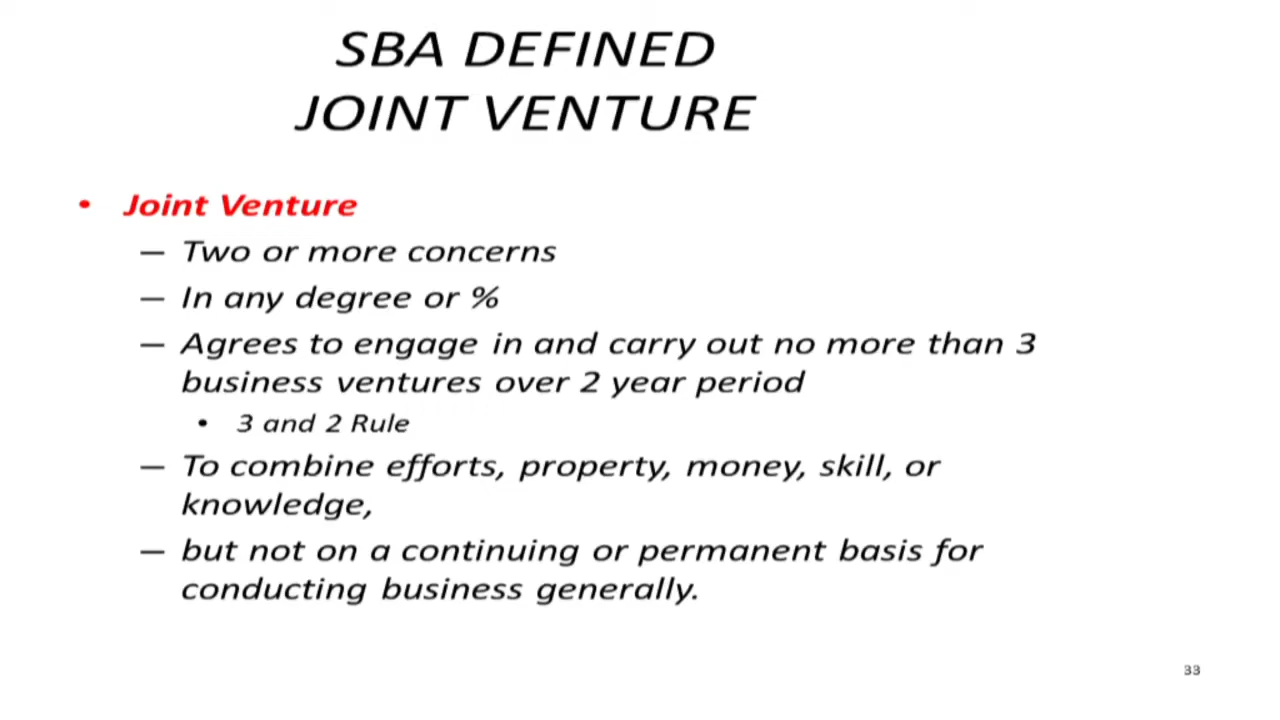 SBA DEFINED
JOINT VENTURE
• Joint Venture
— Two or more concerns
— In any degree or %
— Agrees to engage in and carry out no more than 3
business ventures over 2 year period
• 3 and 2 Rule
— To combine efforts, property, money, skill, or
knowledge,
— but not on a continuing or permanent basis for
conducting business generally.
33